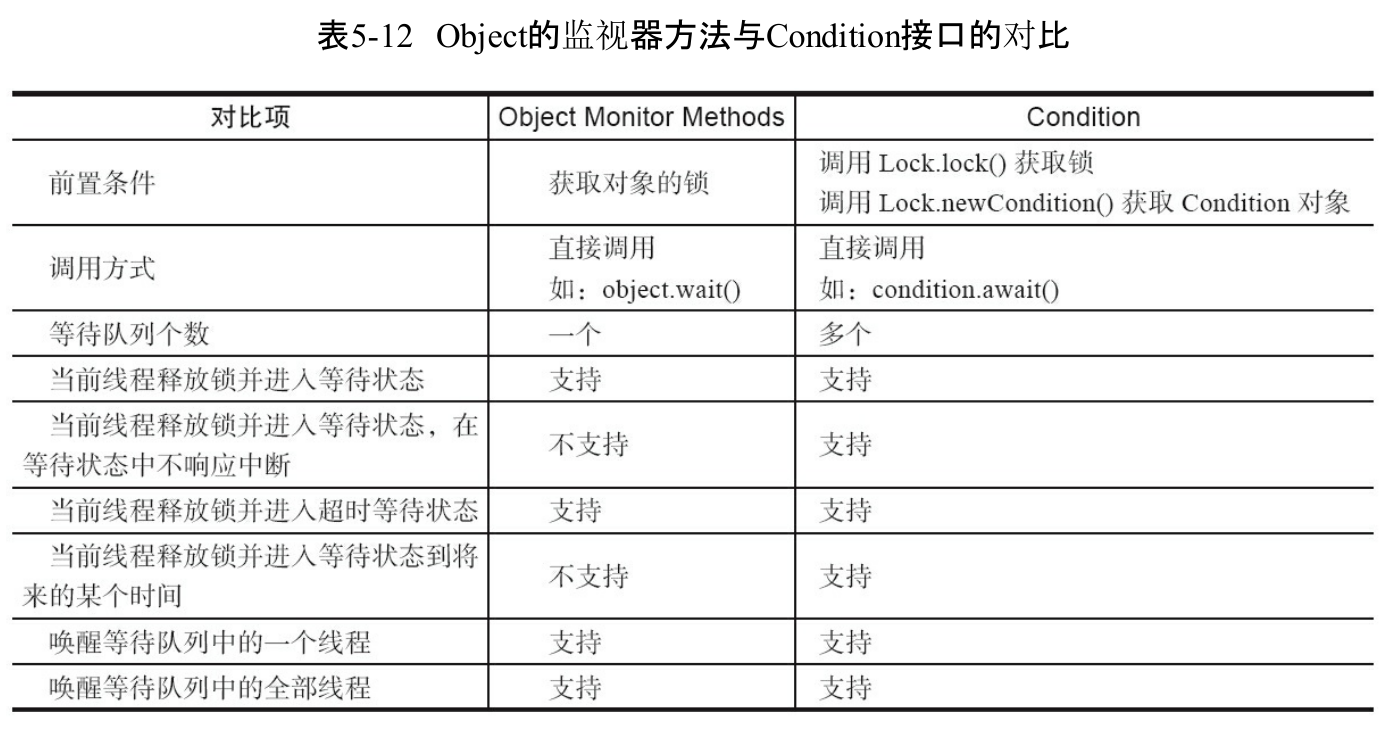 表5-12 Object的监视器方法与Condition接口的对比
对比项 Object Monitor Methods Condition
前置条件 获取对象的锁 调用 Lock.lock() 获取锁
调用 Lock.newCondition() 获取 Condition 对象
调用方式 直接调用 直接调用
如：object.wait() 如：condition.await()
等待队列个数 一个 多个
当前线程释放锁并进入等待状态 支持 支持
当前线程释放锁并进入等待状态，在
等待状态中不响应中断 不支持 支持
当前线程释放锁并进入超时等待状态 支持 支持
当前线程释放锁并进入等待状态到将
来的某个时间 不支持 支持
唤醒等待队列中的一个线程 支持 支持
唤醒等待队列中的全部线程 支持 支持